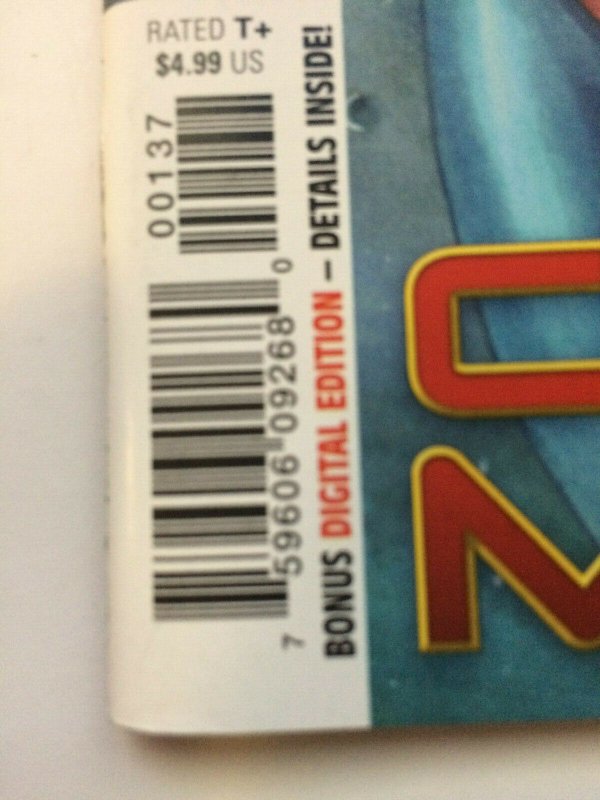 RATED T+
$4.99 US
00137
7 59606 09268 0
BONUS DIGITAL EDITION – DETAILS INSIDE!